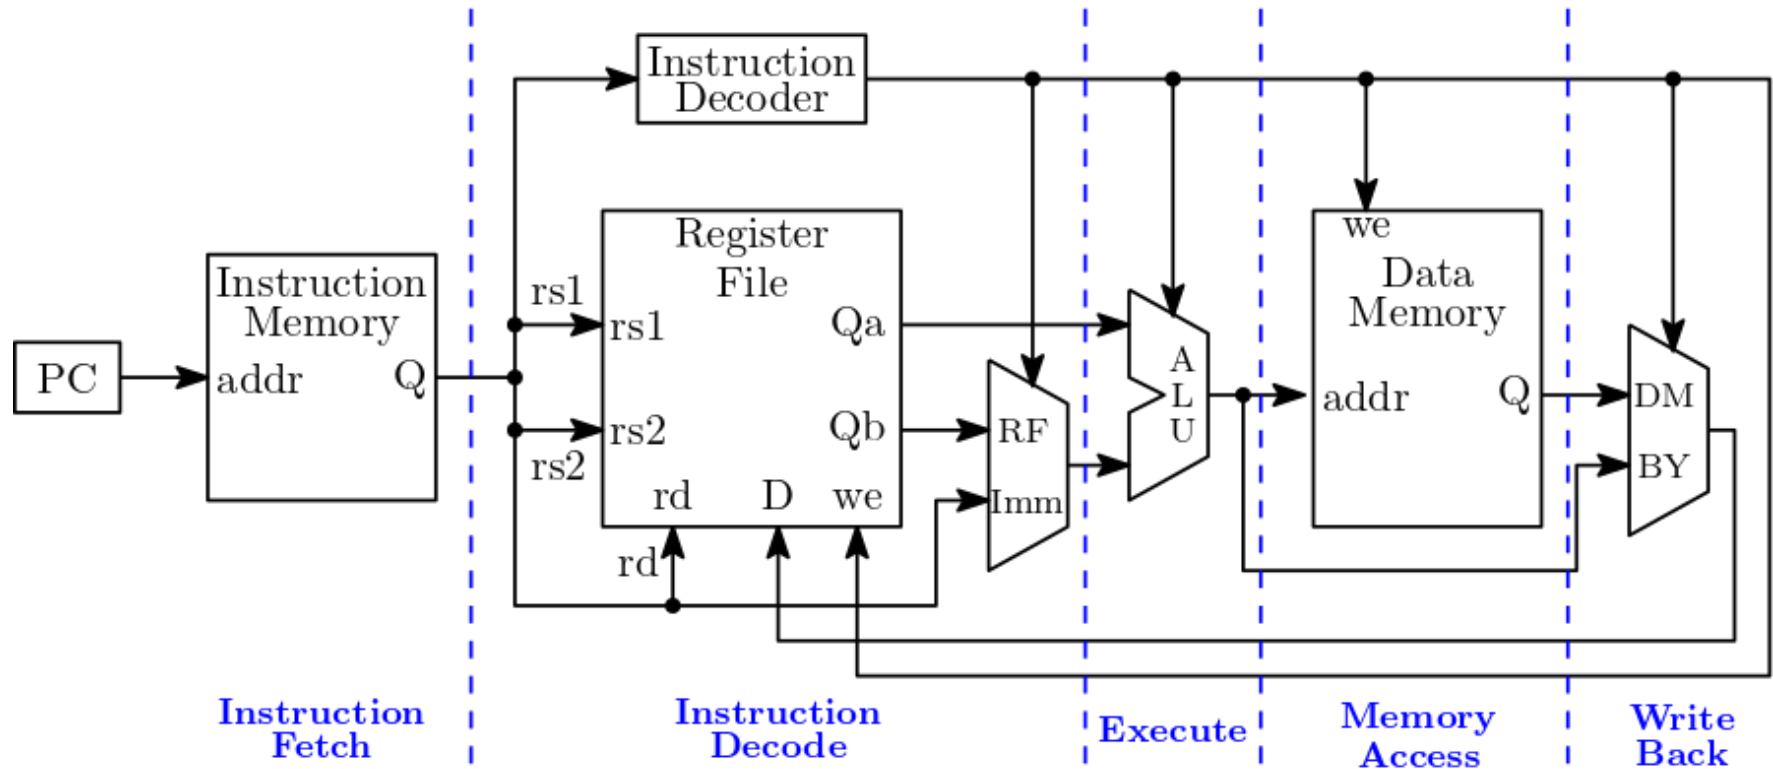 Instruction
Decoder
Register
File
we
Data
Memory
Instruction
Memory
rs1
rs1
Qa
PC
addr
Q
A
L
U
addr
Q
DM
rs2
rs2
Qb
RF
BY
rd
D
we
Imm
rd
Instruction
Fetch
Instruction
Decode
Execute
Memory
Access
Write
Back